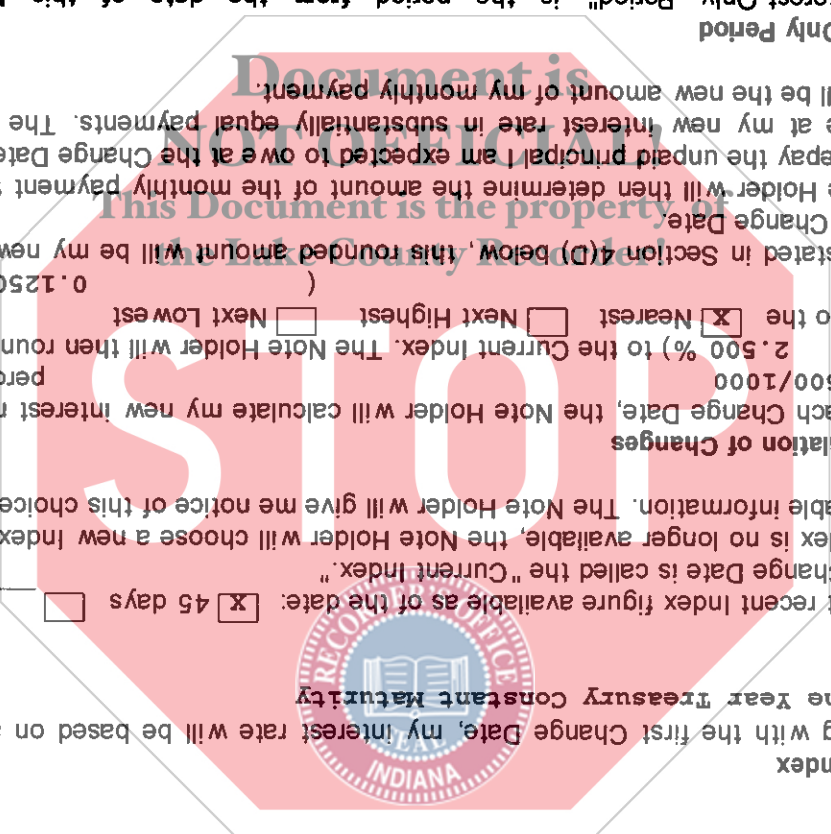 Document is
NOT OFFICIAL!
This Document is the property of
the Lake County Recorder!
STOP
RECORDER'S OFFICE
SEAL
INDIANA
ndex
g with the first Change Date, my interest rate will be based on
ne Year Treasury Constant Maturity
t recent Index figure available as of the date: X 45 days
hange Date is called the "Current Index."
dex is no longer available, the Note Holder will choose a new Index
able information. The Note Holder will give me notice of this choice
lation of Changes
ach Change Date, the Note Holder will calculate my new interest r
500/1000 perc
2.500 %) to the Current Index. The Note Holder will then roun
o the X Nearest Next Highest Next Lowest
( 0.1250
stated in Section 4(D) below, this rounded amount will be my new
Change Date.
e Holder will then determine the amount of the monthly payment
epay the unpaid principal I am expected to owe at the Change Date
e at my new interest rate in substantially equal payments. The
ll be the new amount of my monthly payment.
Only Period
erest-Only Period" is the period from the date of this